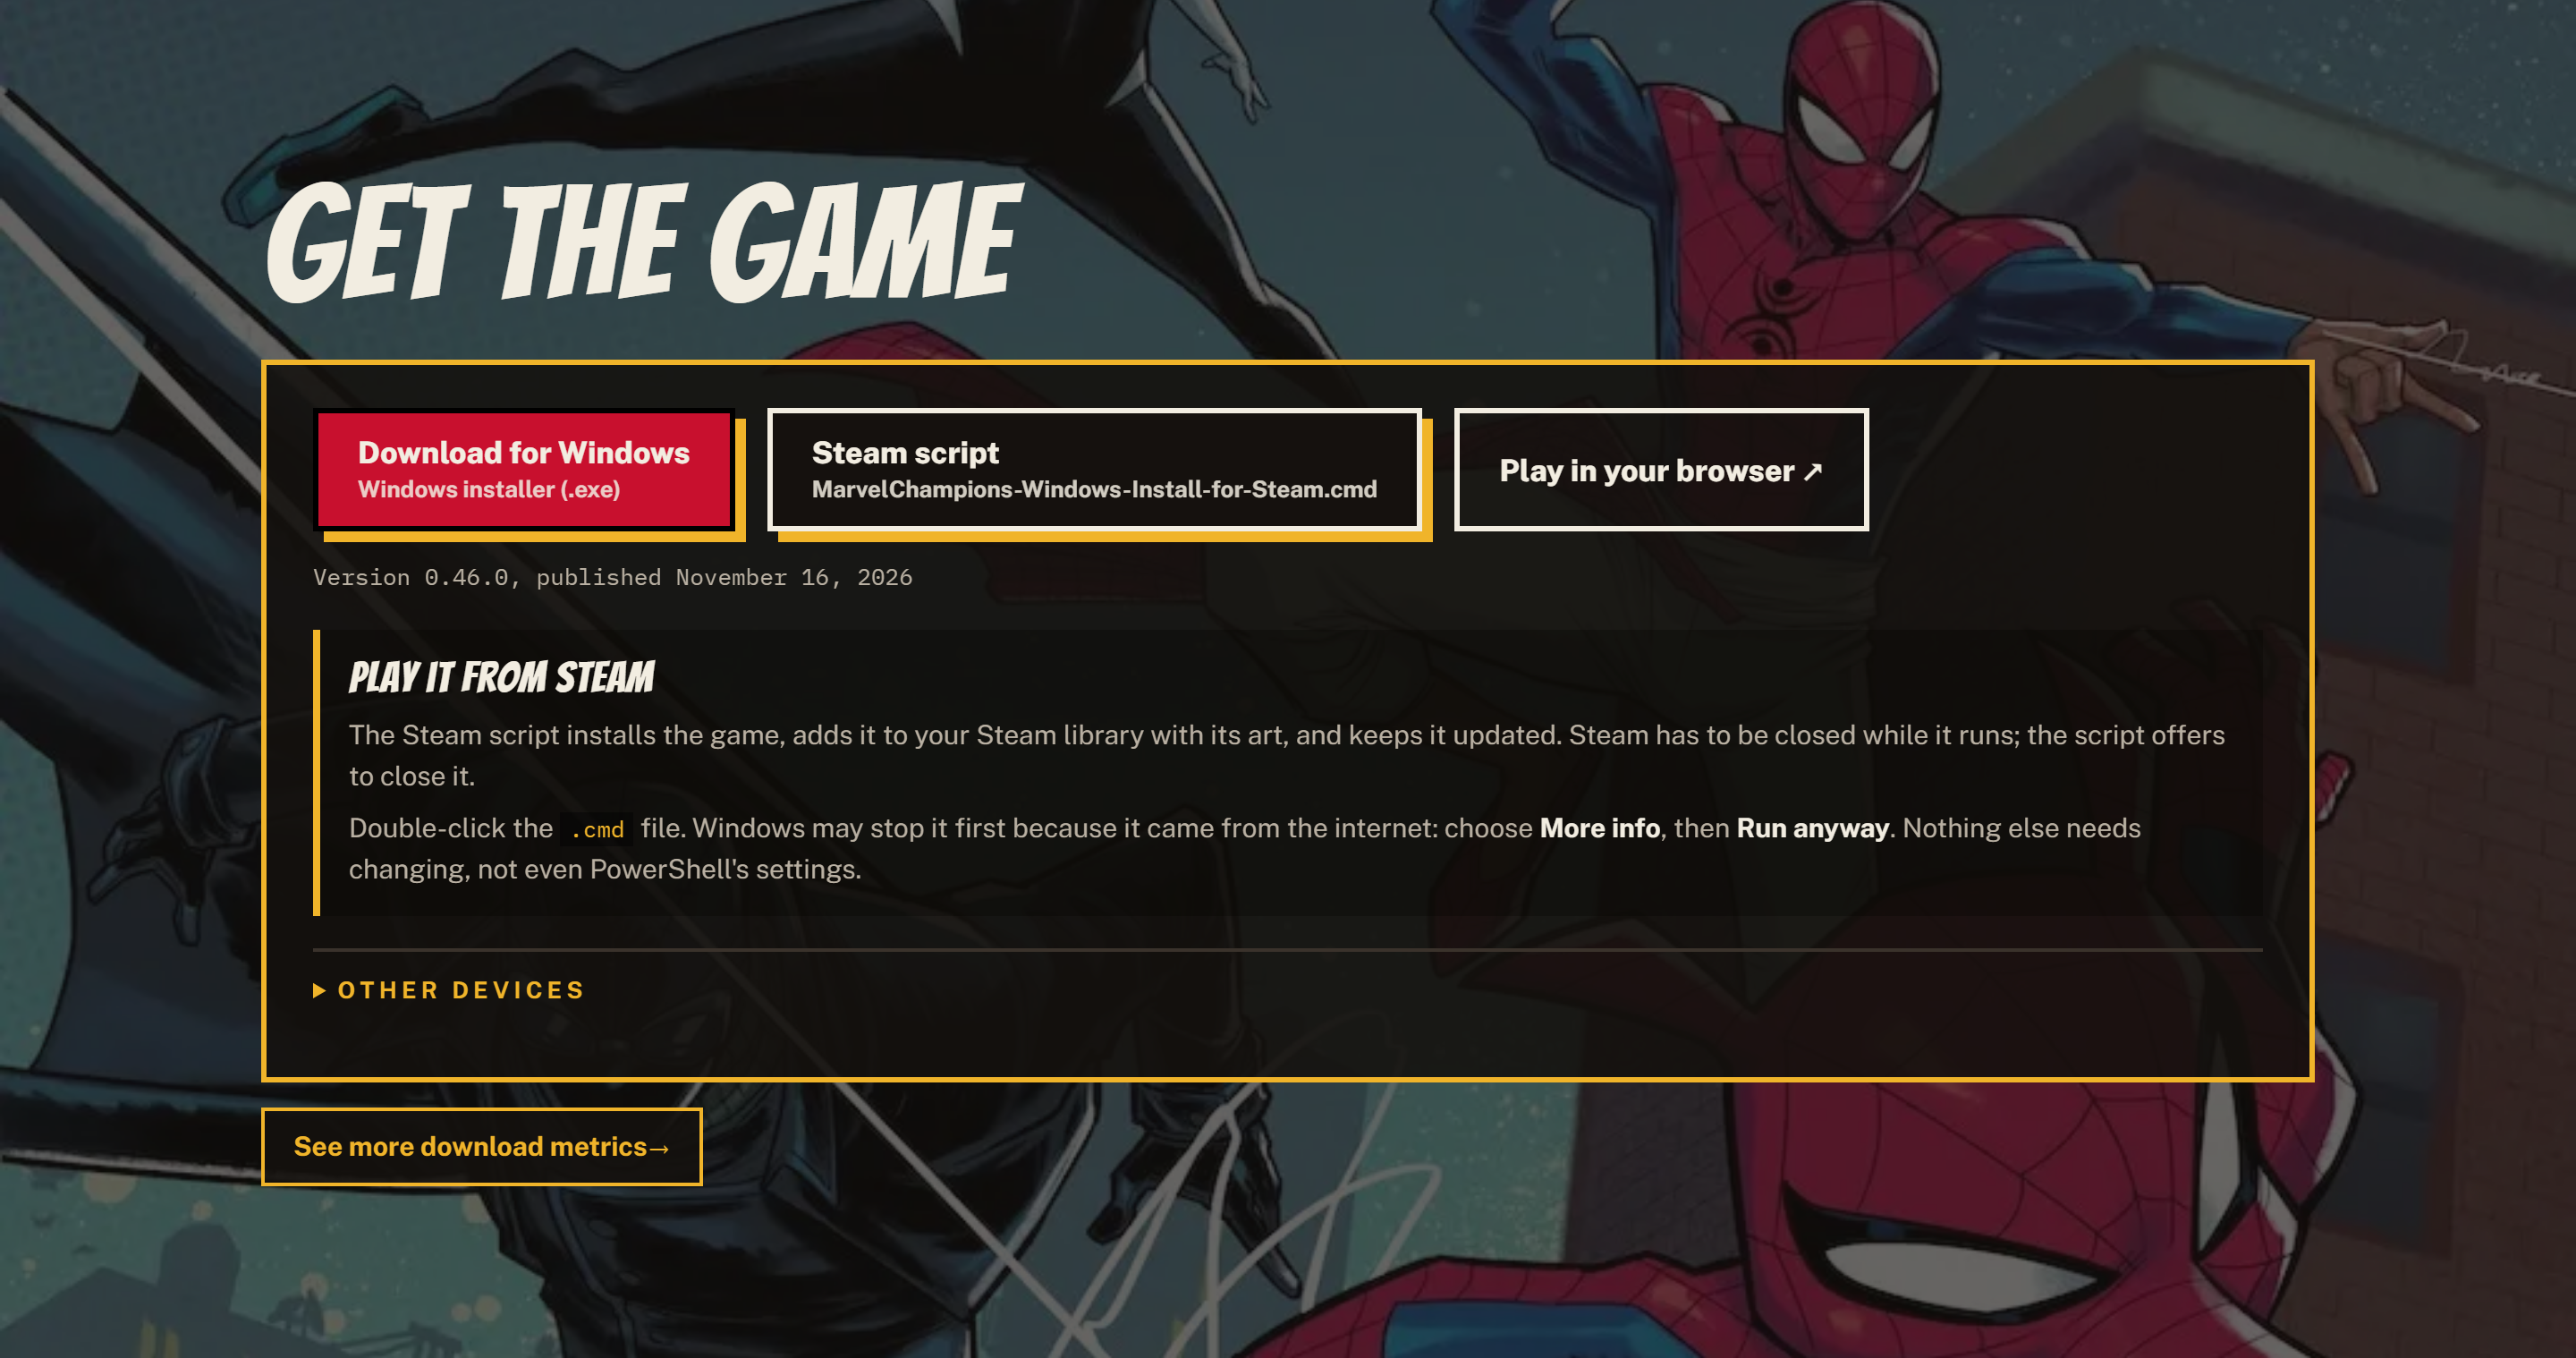 GET THE GAME
Download for Windows
Windows installer (.exe)
Steam script
MarvelChampions-Windows-Install-for-Steam.cmd
Play in your browser ↗
Version 0.46.0, published November 16, 2026
PLAY IT FROM STEAM
The Steam script installs the game, adds it to your Steam library with its art, and keeps it updated. Steam has to be closed while it runs; the script offers
to close it.
Double-click the .cmd file. Windows may stop it first because it came from the internet: choose More info, then Run anyway. Nothing else needs
changing, not even PowerShell's settings.
▶ OTHER DEVICES
See more download metrics→